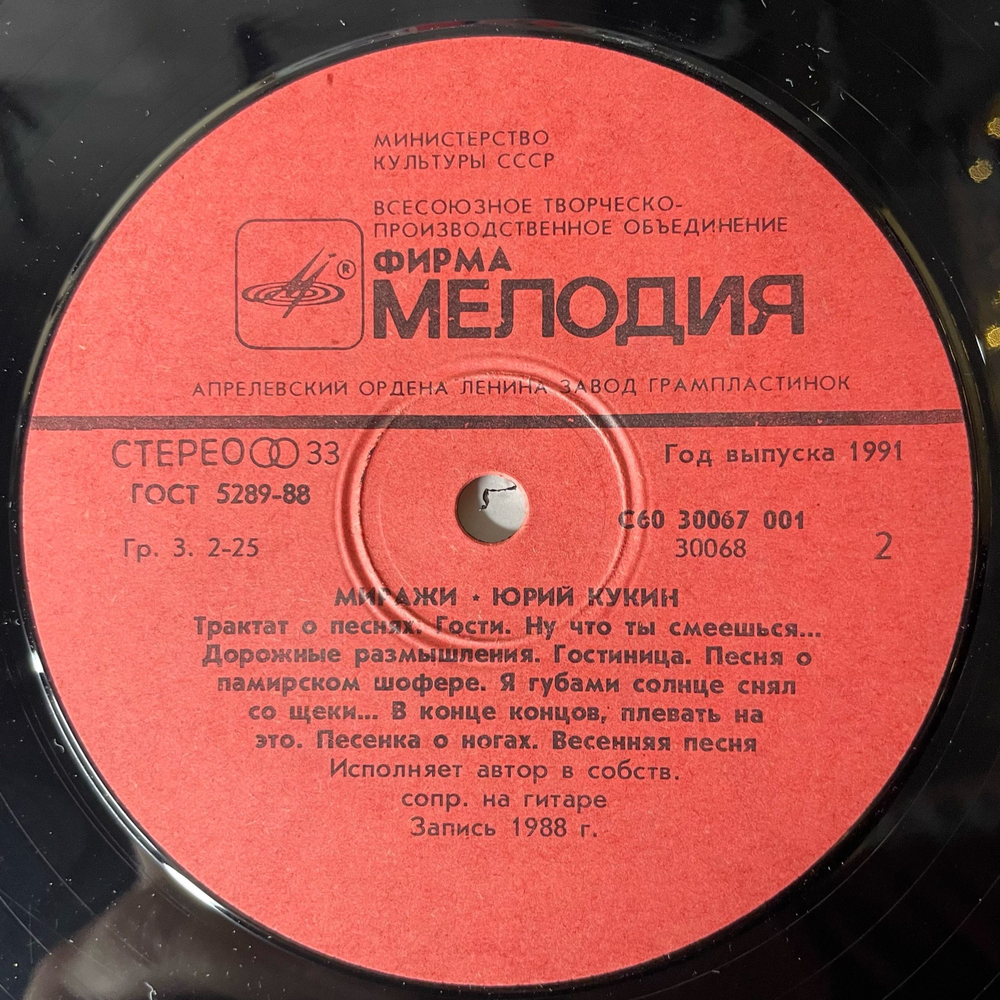 МИНИСТЕРСТВО
КУЛЬТУРЫ СССР
ВСЕСОЮЗНОЕ ТВОРЧЕСКО-
ПРОИЗВОДСТВЕННОЕ ОБЪЕДИНЕНИЕ
ФИРМА
®
МЕЛОДИЯ
АПРЕЛЕВСКИЙ ОРДЕНА ЛЕНИНА ЗАВОД ГРАМПЛАСТИНОК
СТЕРЕО 33
Год выпуска 1991
ГОСТ 5289-88
С60 30067 001
Гр. 3. 2-25
30068
2
МИРАЖИ * ЮРИЙ КУКИН
Трактат о песнях. Гости. Ну что ты смеешься...
Дорожные размышления. Гостиница. Песня о
памирском шофере. Я губами солнце снял
со щеки... В конце концов, плевать на
это. Песенка о ногах. Весенняя песня
Исполняет автор в собств.
сопр. на гитаре
Запись 1988 г.